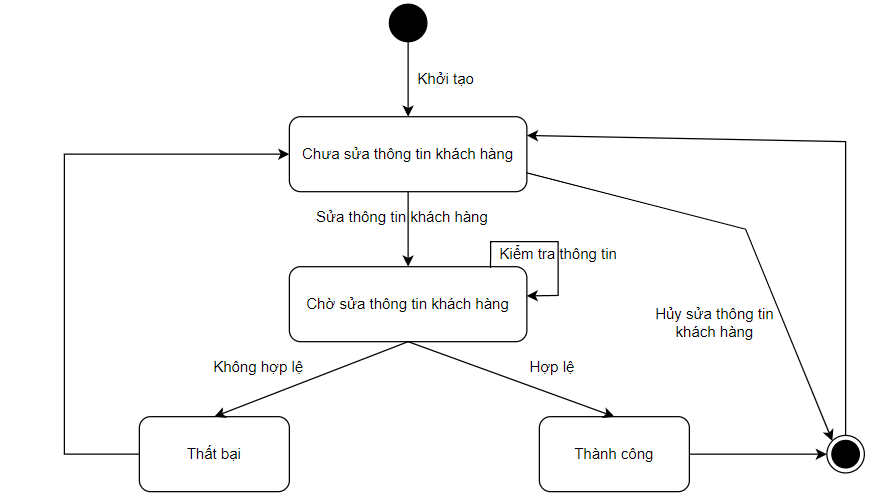 Khởi tạo
Chưa sửa thông tin khách hàng
Sửa thông tin khách hàng
Kiểm tra thông tin
Chờ sửa thông tin khách hàng
Hủy sửa thông tin
khách hàng
Không hợp lệ
Hợp lệ
Thất bại
Thành công